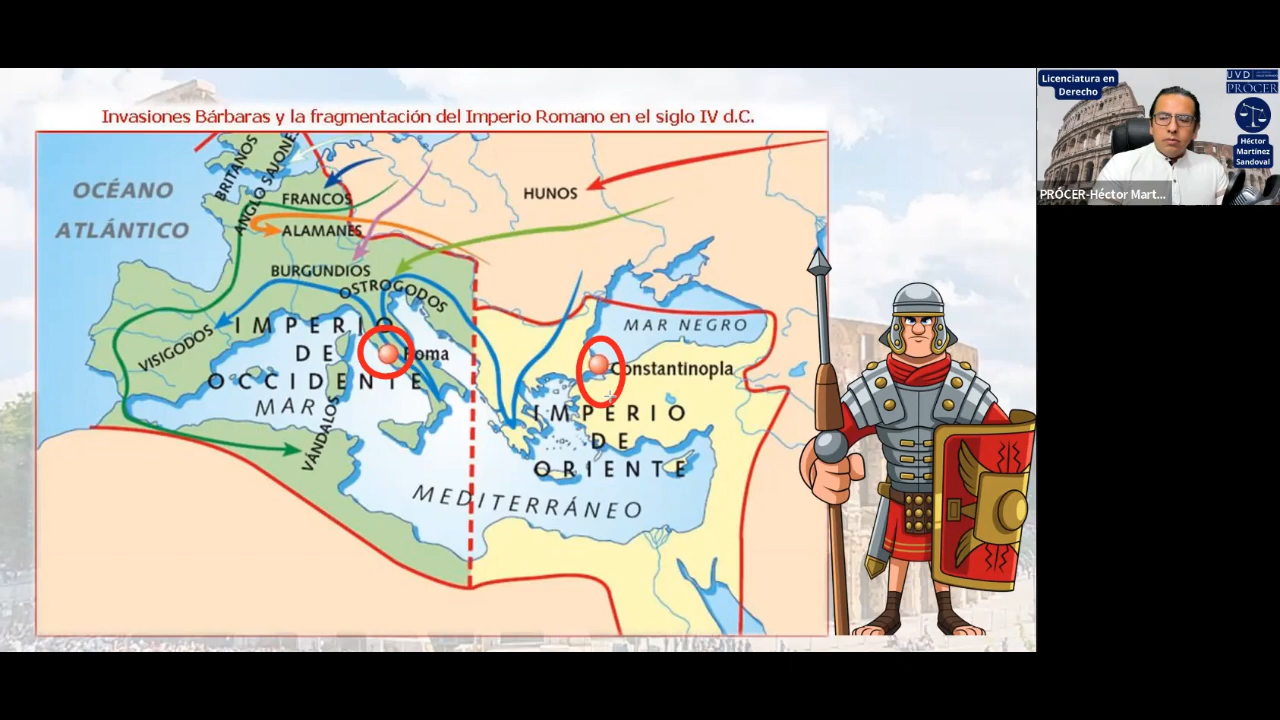 Invasiones Bárbaras y la fragmentación del Imperio Romano en el siglo IV d.C.
OCÉANO
ATLÁNTICO
BRITANOS
ANGLO SAJONES
FRANCOS
ALAMANES
BURGUNDIOS
OSTROGODOS
HUNOS
VISIGODOS
IMPERIO
DE
OCCIDENTE
Roma
MAR
VÁNDALOS
MEDITERRÁNEO
MAR NEGRO
Constantinopla
IMPERIO
DE
ORIENTE
Licenciatura en
Derecho
UVD
PRÓCER
Héctor
Martínez
Sandoval
PRÓCER-Héctor Mart...